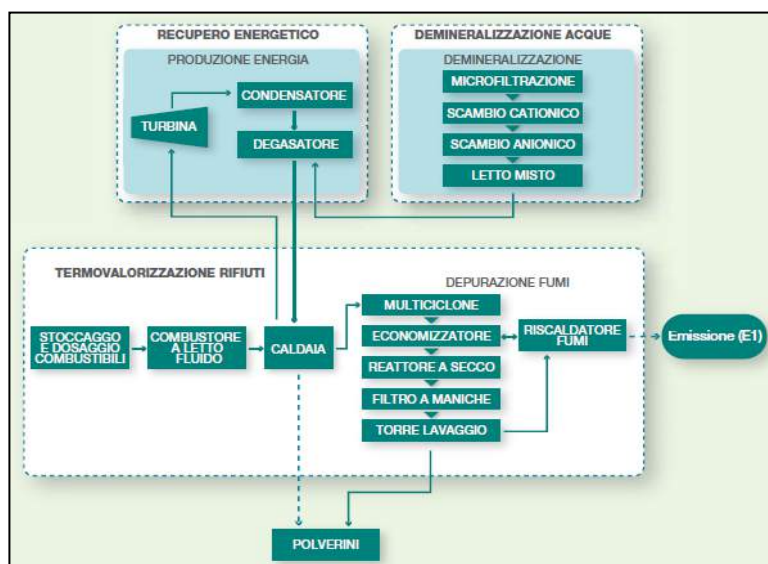 RECUPERO ENERGETICO
PRODUZIONE ENERGIA
CONDENSATORE
TURBINA
DEGASATORE
DEMINERALIZZAZIONE ACQUE
DEMINERALIZZAZIONE
MICROFILTRAZIONE
SCAMBIO CATIONICO
SCAMBIO ANIONICO
LETTO MISTO
TERMOVALORIZZAZIONE RIFIUTI
DEPURAZIONE FUMI
STOCCAGGO
E DOSAGGIO
COMBUSTIBILI
COMBUSTORE
A LETTO
FLUIDO
CALDAIA
MULTICICLONE
ECONOMIZZATORE
REATTORE A SECCO
FILTRO A MANICHE
TORRE LAVAGGIO
RISCALDATORE
FUMI
Emissione (E1)
POLVERINI